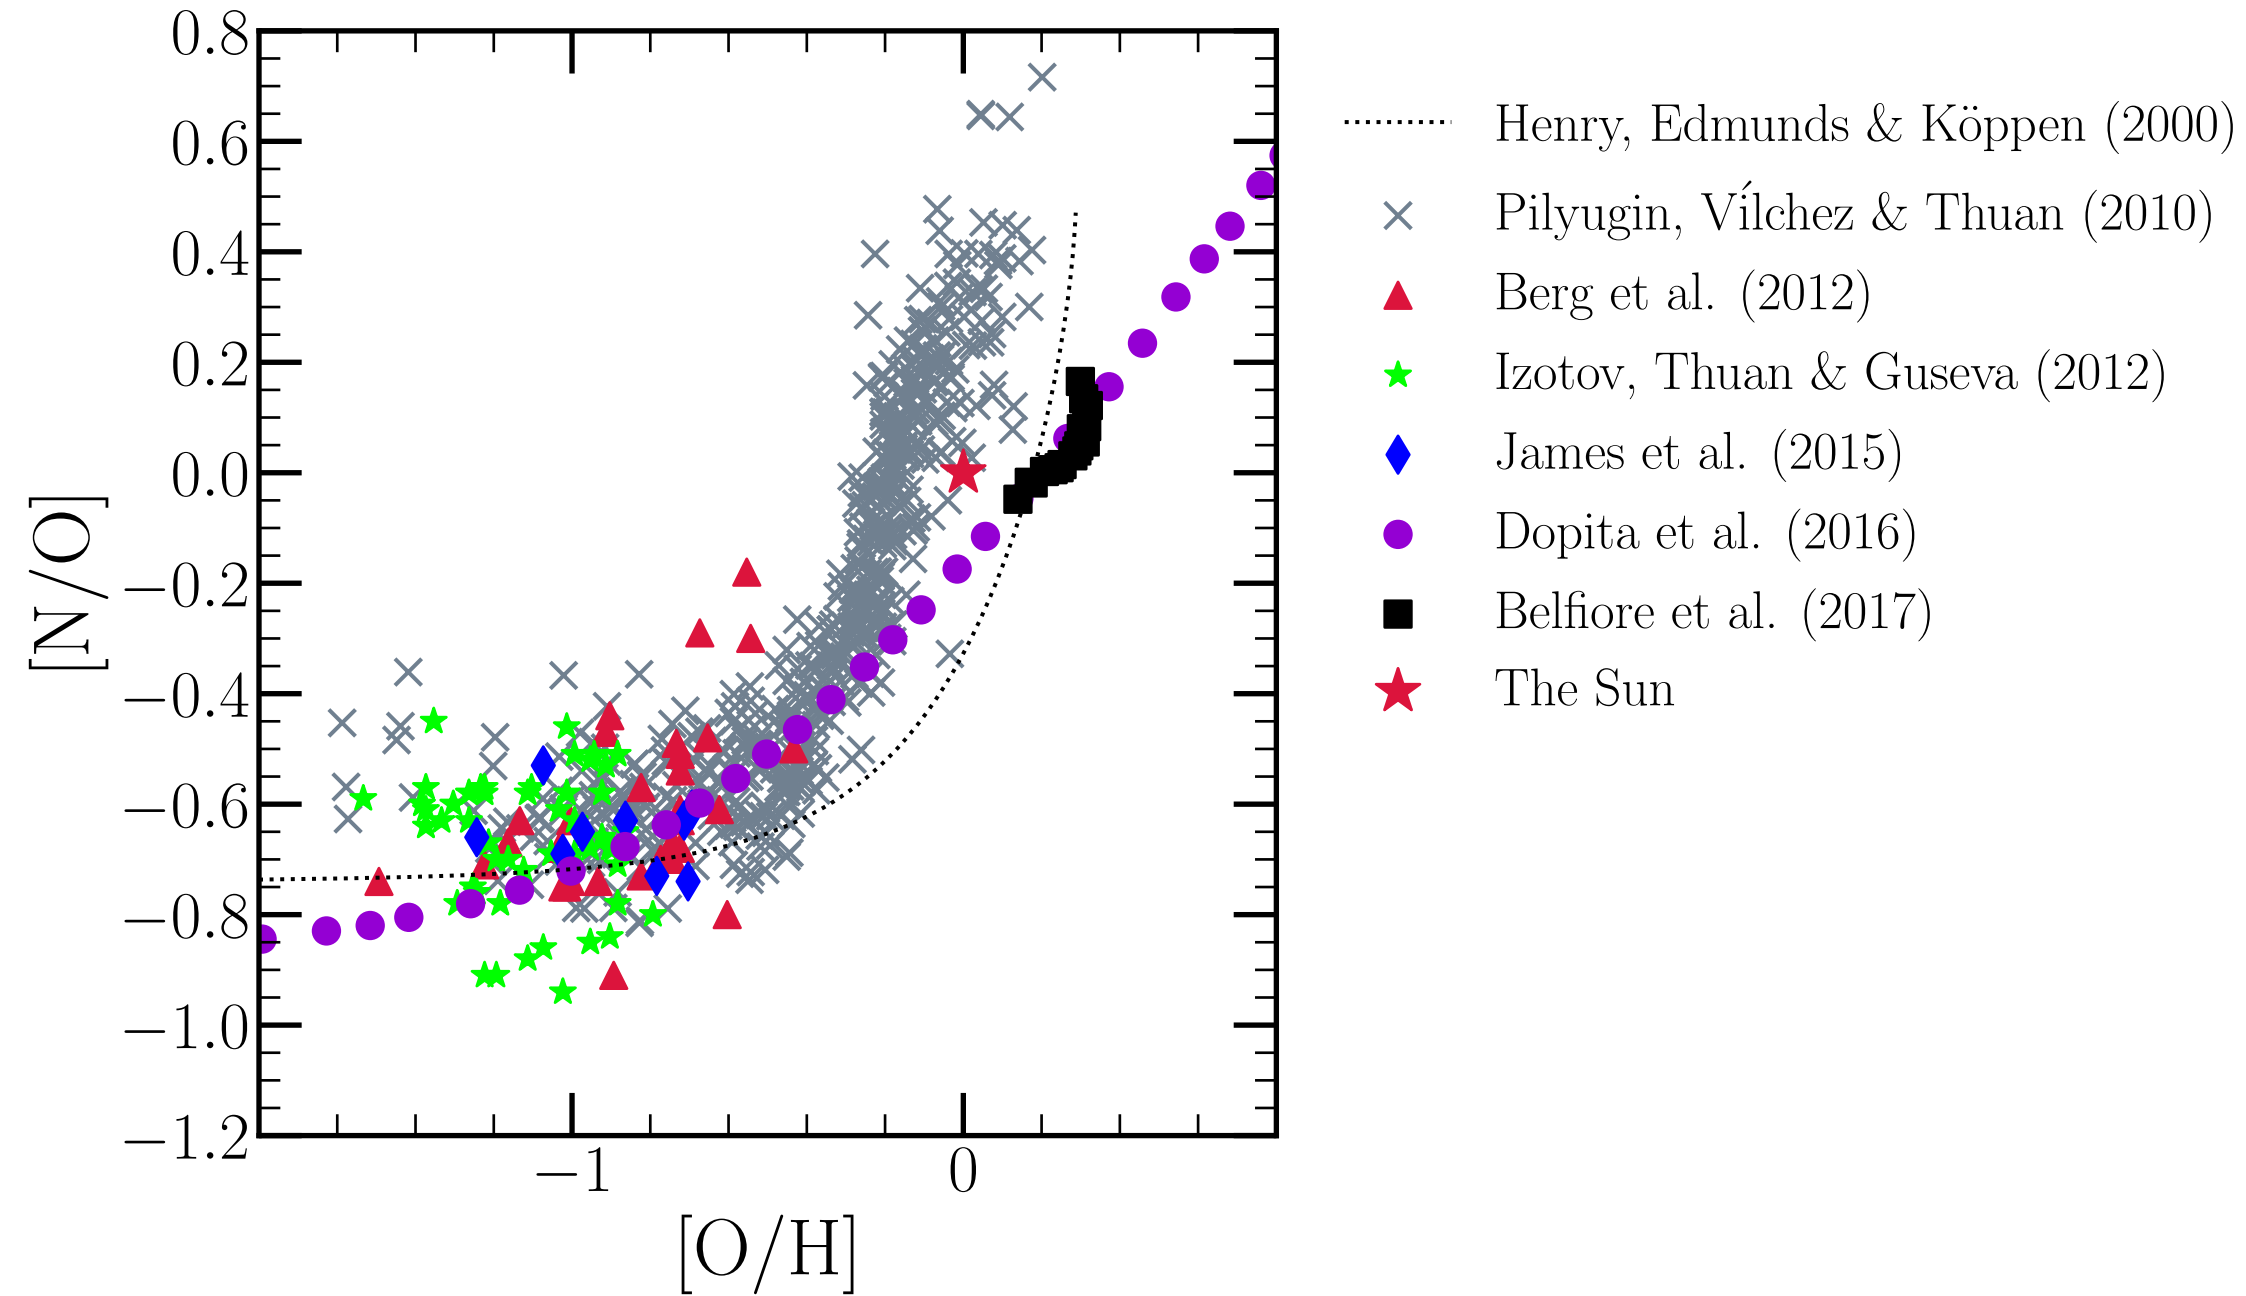 0.8
0.6
0.4
0.2
0.0
−0.2
−0.4
−0.6
−0.8
−1.0
−1.2
[N/O]
−1
0
[O/H]
Henry, Edmunds & Köppen (2000)
Pilyugin, Vı́lchez & Thuan (2010)
Berg et al. (2012)
Izotov, Thuan & Guseva (2012)
James et al. (2015)
Dopita et al. (2016)
Belfiore et al. (2017)
The Sun